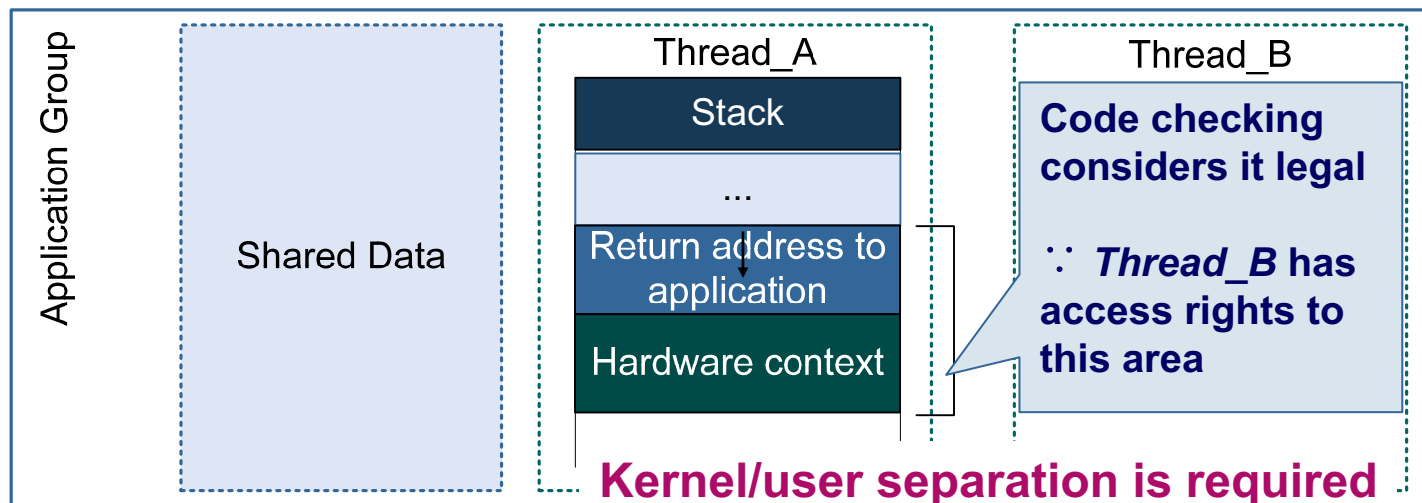 Application Group
Shared Data
Thread_A
Stack
...
Return address to
application
Hardware context
Thread_B
Code checking
considers it legal
∵ Thread_B has
access rights to
this area
Kernel/user separation is required